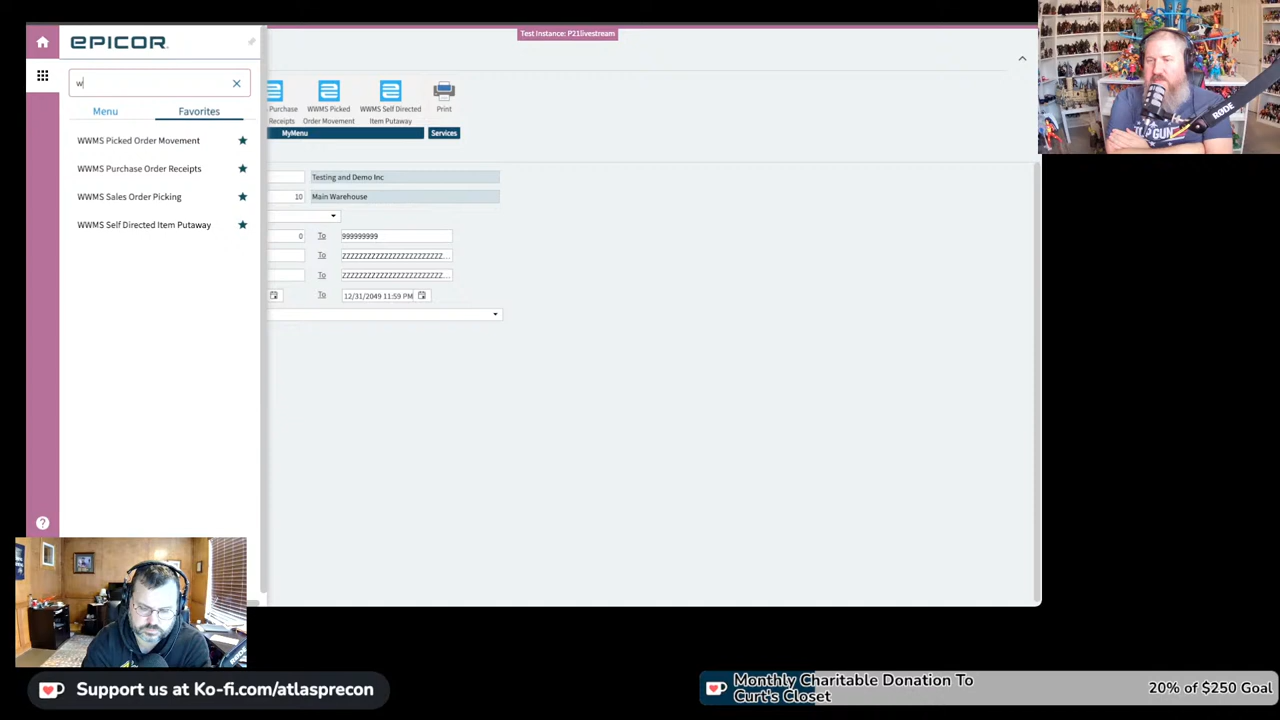 Test Instance: P21livestream
EPICOR
w
Menu
Favorites
WWMS Picked Order Movement
WWMS Purchase Order Receipts
WWMS Sales Order Picking
WWMS Self Directed Item Putaway
Purchase
Receipts
WWMS Picked
Order Movement
WWMS Self Directed
Item Putaway
Print
MyMenu
Services
Testing and Demo Inc
10
Main Warehouse
0
To
999999999
To
To
12/31/2049 11:59 PM
To
RØDE
TOP GUN
Support us at Ko-fi.com/atlasprecon
Monthly Charitable Donation To
Curt's Closet
20% of $250 Goal